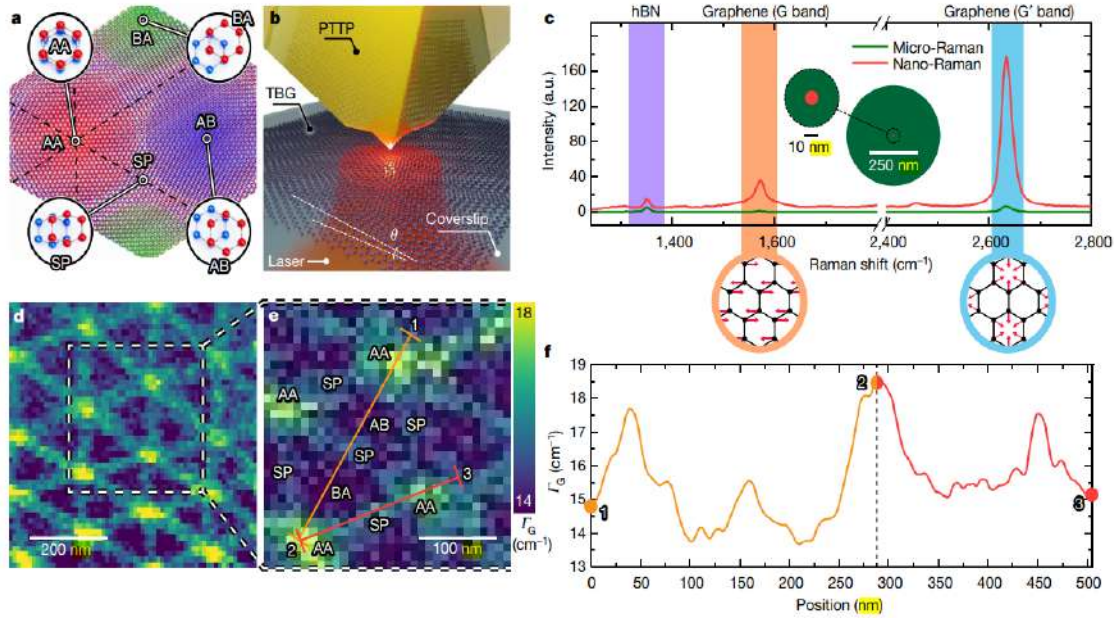 a
AA
BA
BA
AA
AB
SP
SP
AB
b
PTTP
TBG
θ
Coverstip
Laser
c
hBN
Graphene (G band)
Graphene (G′ band)
Micro-Raman
Nano-Raman
Intensity (a.u.)
160
120
80
40
0
10 nm
250 nm
1,400
1,600
2,400
2,600
2,800
Raman shift (cm⁻¹)
d
200 nm
e
1
AA
SP
AA
AB
SP
SP
SP
BA
3
SP
AA
2
AA
100 nm
18
14
Γ_G
(cm⁻¹)
f
Γ_G (cm⁻¹)
19
18
17
16
15
14
13
1
2
3
0
50
100
150
200
250
300
350
400
450
500
Position (nm)